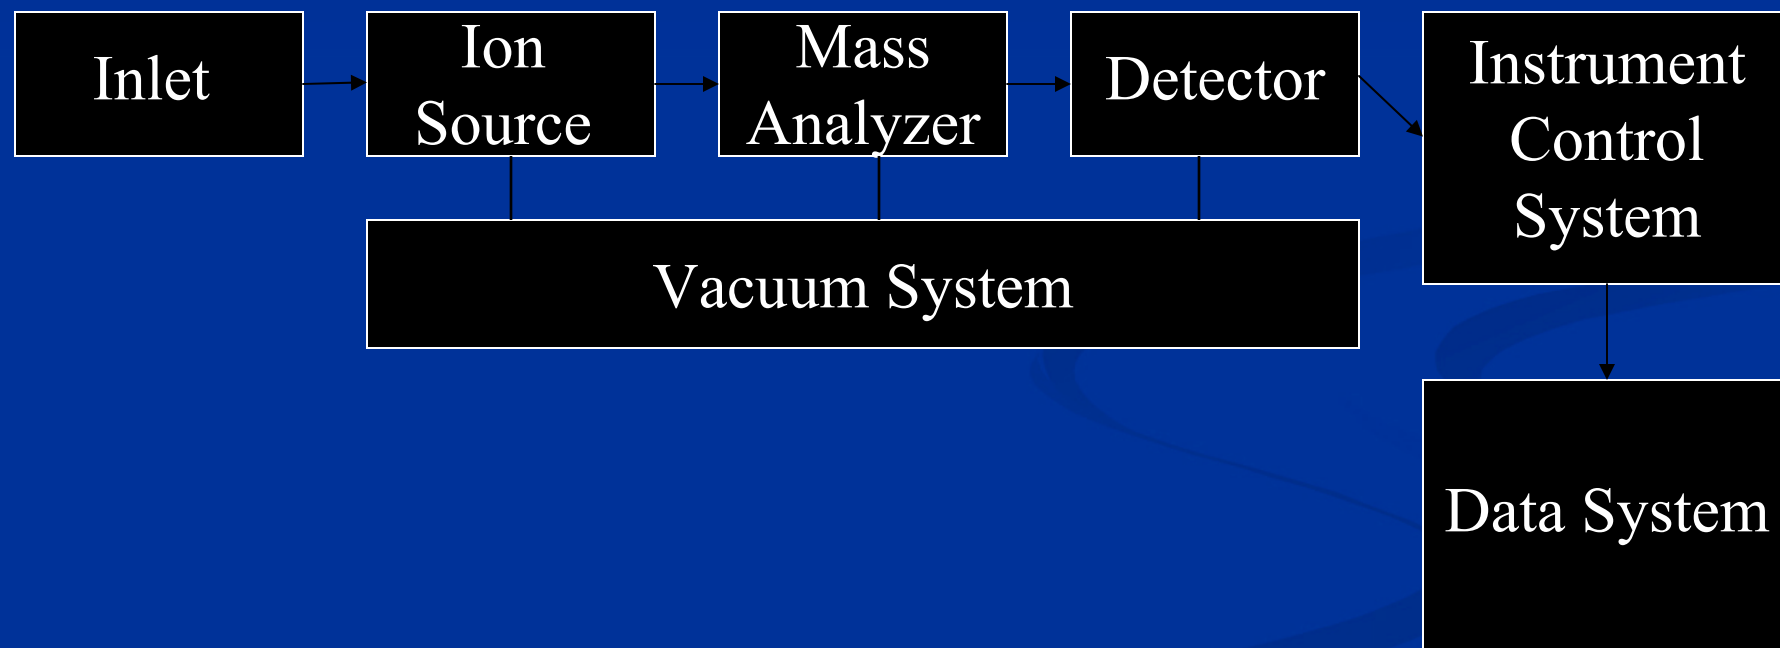 Inlet
Ion
Source
Mass
Analyzer
Detector
Instrument
Control
System
Vacuum System
Data System